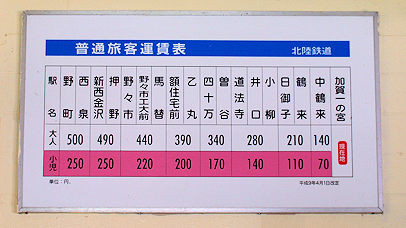 普通旅客運賃表 北陸鉄道
駅名 野町 西泉 新西金沢 押野 野々市 野々市工大前 馬替 額住宅前 乙丸 四十万 曽谷 道法寺 井口 小柳 日御子 鶴来 中鶴来 加賀一の宮
大人 500 490 440 390 340 280 210 140 現在地
小児 250 250 220 200 170 140 110 70
単位:円。 平成9年4月1日改定